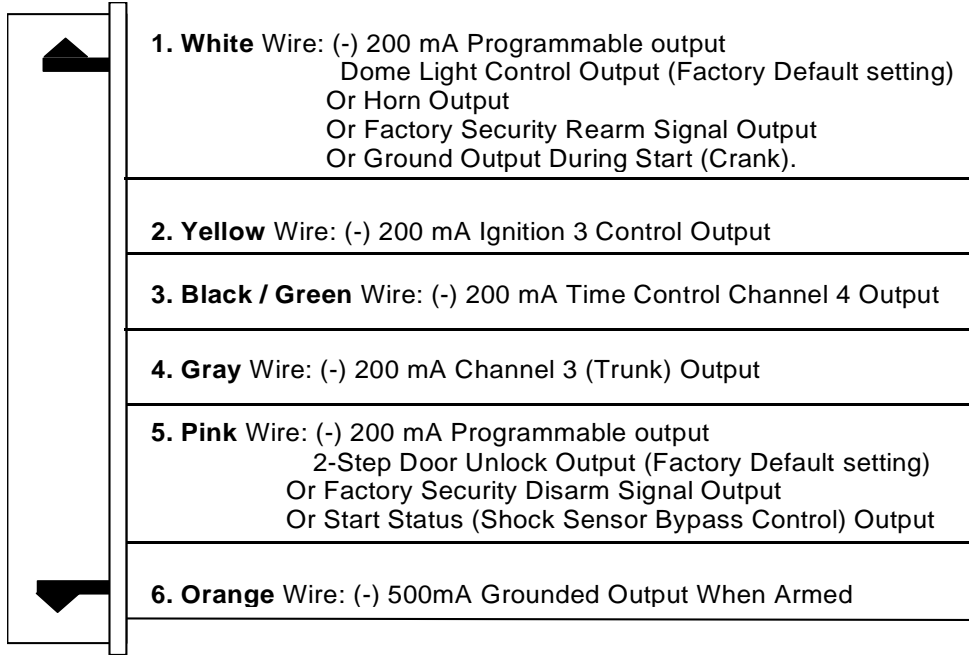 1. White Wire: (-) 200 mA Programmable output
Dome Light Control Output (Factory Default setting)
Or Horn Output
Or Factory Security Rearm Signal Output
Or Ground Output During Start (Crank).
2. Yellow Wire: (-) 200 mA Ignition 3 Control Output
3. Black / Green Wire: (-) 200 mA Time Control Channel 4 Output
4. Gray Wire: (-) 200 mA Channel 3 (Trunk) Output
5. Pink Wire: (-) 200 mA Programmable output
2-Step Door Unlock Output (Factory Default setting)
Or Factory Security Disarm Signal Output
Or Start Status (Shock Sensor Bypass Control) Output
6. Orange Wire: (-) 500mA Grounded Output When Armed